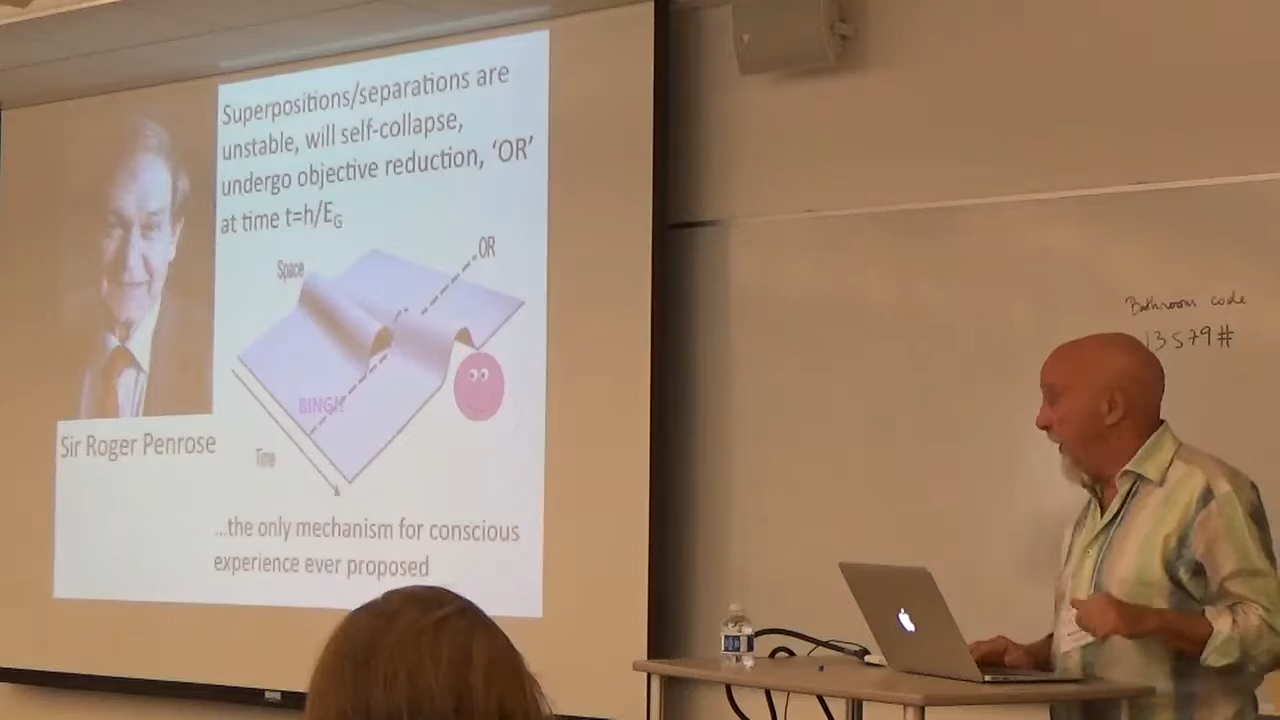 Superpositions/separations are
unstable, will self-collapse,
undergo objective reduction, ‘OR’
at time t=h/EG
Space
OR
BING!!
Time
Sir Roger Penrose
...the only mechanism for conscious
experience ever proposed
Bathroom code
13579#